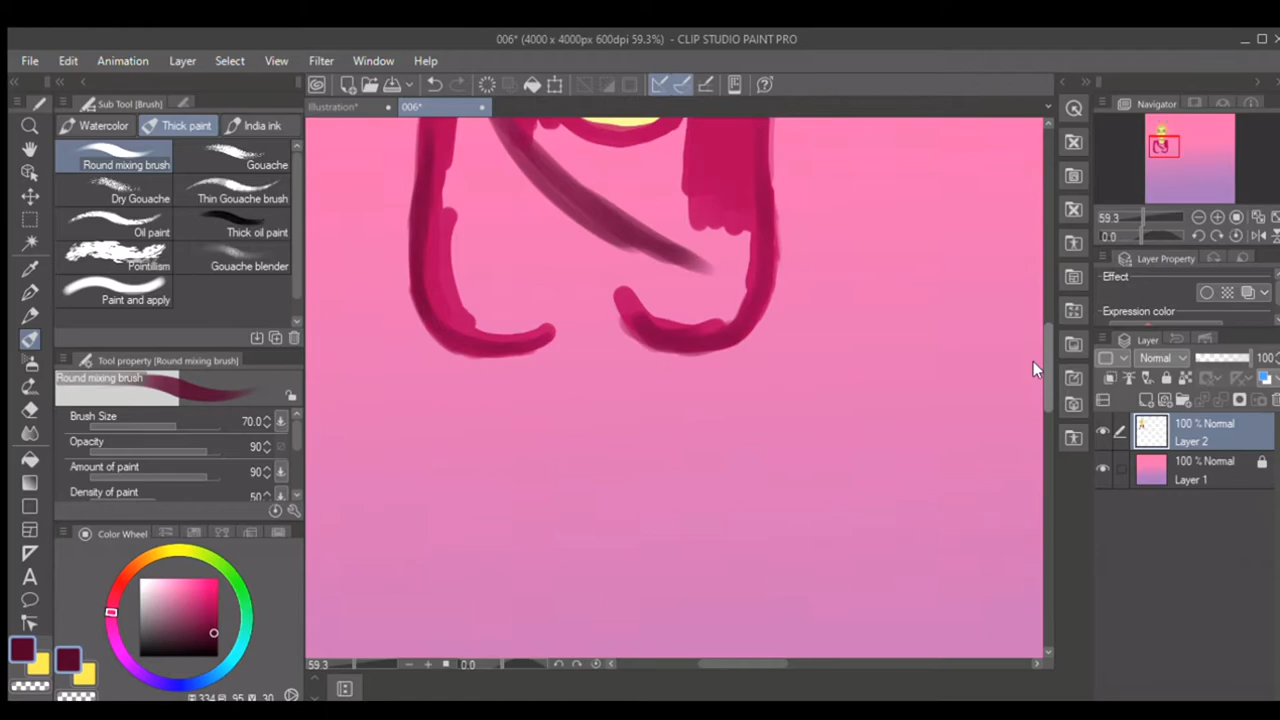 006* (4000 x 4000px 600dpi 59.3%) - CLIP STUDIO PAINT PRO
File Edit Animation Layer Select View Filter Window Help
Sub Tool [Brush]
Illustration* 006*
Navigator
Watercolor Thick paint India ink
Round mixing brush Gouache
Dry Gouache Thin Gouache brush
Oil paint Thick oil paint
Pointillism Gouache blender
Paint and apply
59.3
0.0
Layer Property
Effect
Expression color
Layer
Normal 100
100 % Normal
Layer 2
100 % Normal
Layer 1
Tool property [Round mixing brush]
Round mixing brush
Brush Size 70.0
Opacity 90
Amount of paint 90
Density of paint 50
Color Wheel
A
59.3 0.0
334 95 30